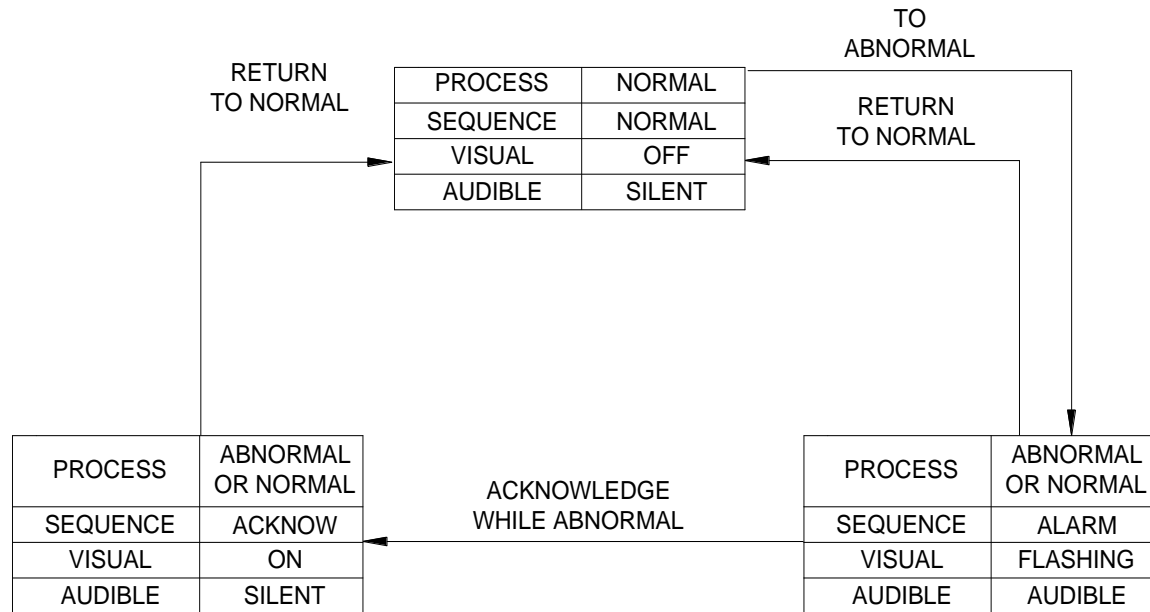 TO
ABNORMAL
RETURN
TO NORMAL
PROCESS NORMAL
SEQUENCE NORMAL
VISUAL OFF
AUDIBLE SILENT
RETURN
TO NORMAL
PROCESS ABNORMAL
OR NORMAL
SEQUENCE ACKNOW
VISUAL ON
AUDIBLE SILENT
ACKNOWLEDGE
WHILE ABNORMAL
PROCESS ABNORMAL
OR NORMAL
SEQUENCE ALARM
VISUAL FLASHING
AUDIBLE AUDIBLE